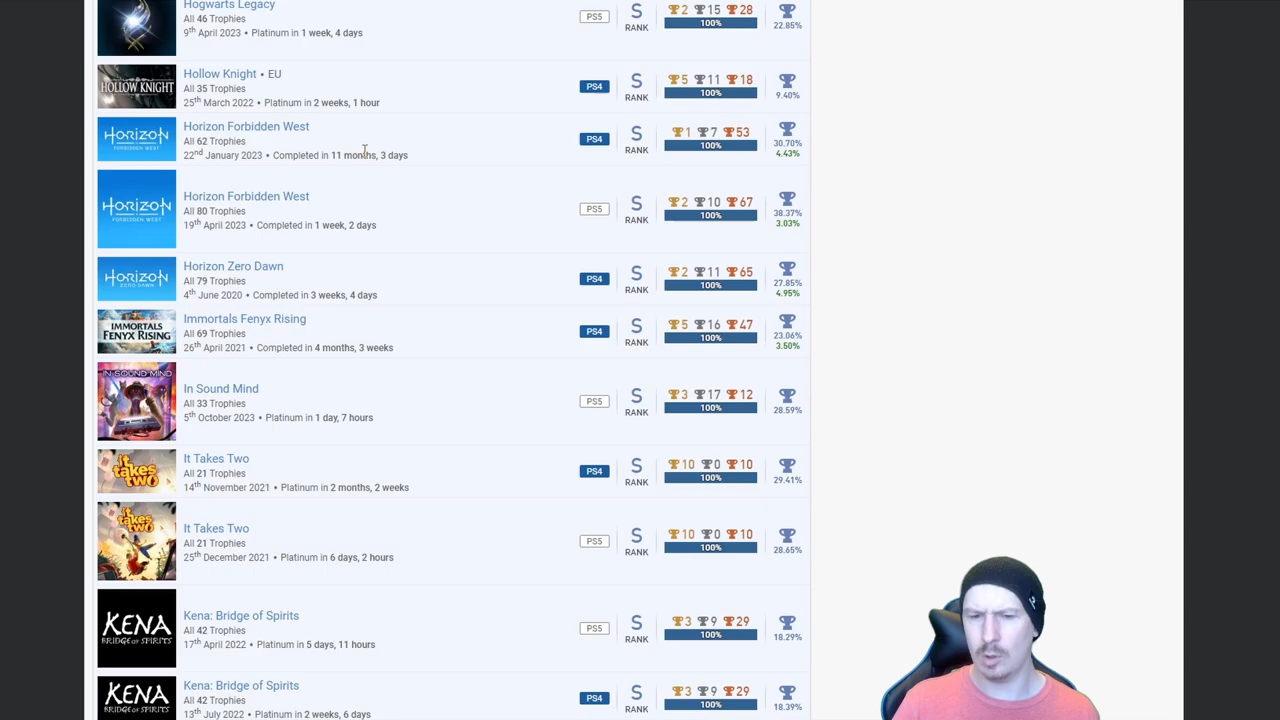 Hogwarts Legacy
All 46 Trophies
9th April 2023 • Platinum in 1 week, 4 days
PS5
S
RANK
2 15 28
100%
22.85%
HOLLOW KNIGHT
Hollow Knight • EU
All 35 Trophies
25th March 2022 • Platinum in 2 weeks, 1 hour
PS4
S
RANK
5 11 18
100%
9.40%
HORIZON
FORBIDDEN WEST
Horizon Forbidden West
All 62 Trophies
22nd January 2023 • Completed in 11 months, 3 days
PS4
S
RANK
1 7 53
100%
30.70%
4.43%
HORIZON
FORBIDDEN WEST
Horizon Forbidden West
All 80 Trophies
19th April 2023 • Completed in 1 week, 2 days
PS5
S
RANK
2 10 67
100%
38.37%
3.03%
HORIZON
ZERO DAWN
Horizon Zero Dawn
All 79 Trophies
4th June 2020 • Completed in 3 weeks, 4 days
PS4
S
RANK
2 11 65
100%
27.85%
4.95%
IMMORTALS
FENYX RISING
Immortals Fenyx Rising
All 69 Trophies
26th April 2021 • Completed in 4 months, 3 weeks
PS4
S
RANK
5 16 47
100%
23.06%
3.50%
IN SOUND MIND
In Sound Mind
All 33 Trophies
5th October 2023 • Platinum in 1 day, 7 hours
PS5
S
RANK
3 17 12
100%
28.59%
it
takes
two
It Takes Two
All 21 Trophies
14th November 2021 • Platinum in 2 months, 2 weeks
PS4
S
RANK
10 0 10
100%
29.41%
it
takes
two
It Takes Two
All 21 Trophies
25th December 2021 • Platinum in 6 days, 2 hours
PS5
S
RANK
10 0 10
100%
28.65%
KENA
BRIDGE OF SPIRITS
Kena: Bridge of Spirits
All 42 Trophies
17th April 2022 • Platinum in 5 days, 11 hours
PS5
S
RANK
3 9 29
100%
18.29%
KENA
BRIDGE OF SPIRITS
Kena: Bridge of Spirits
All 42 Trophies
13th July 2022 • Platinum in 2 weeks, 6 days
PS4
S
RANK
3 9 29
100%
18.39%